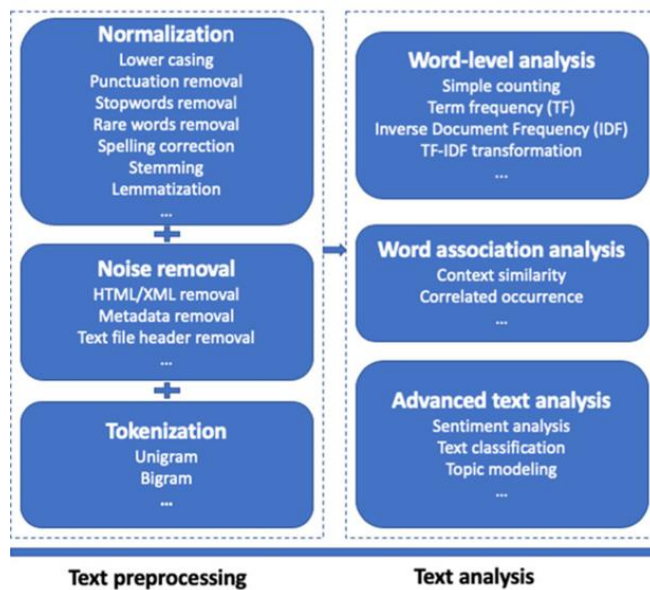 Normalization
Lower casing
Punctuation removal
Stopwords removal
Rare words removal
Spelling correction
Stemming
Lemmatization
...
Noise removal
HTML/XML removal
Metadata removal
Text file header removal
...
Tokenization
Unigram
Bigram
...
Text preprocessing
Word-level analysis
Simple counting
Term frequency (TF)
Inverse Document Frequency (IDF)
TF-IDF transformation
...
Word association analysis
Context similarity
Correlated occurrence
...
Advanced text analysis
Sentiment analysis
Text classification
Topic modeling
...
Text analysis